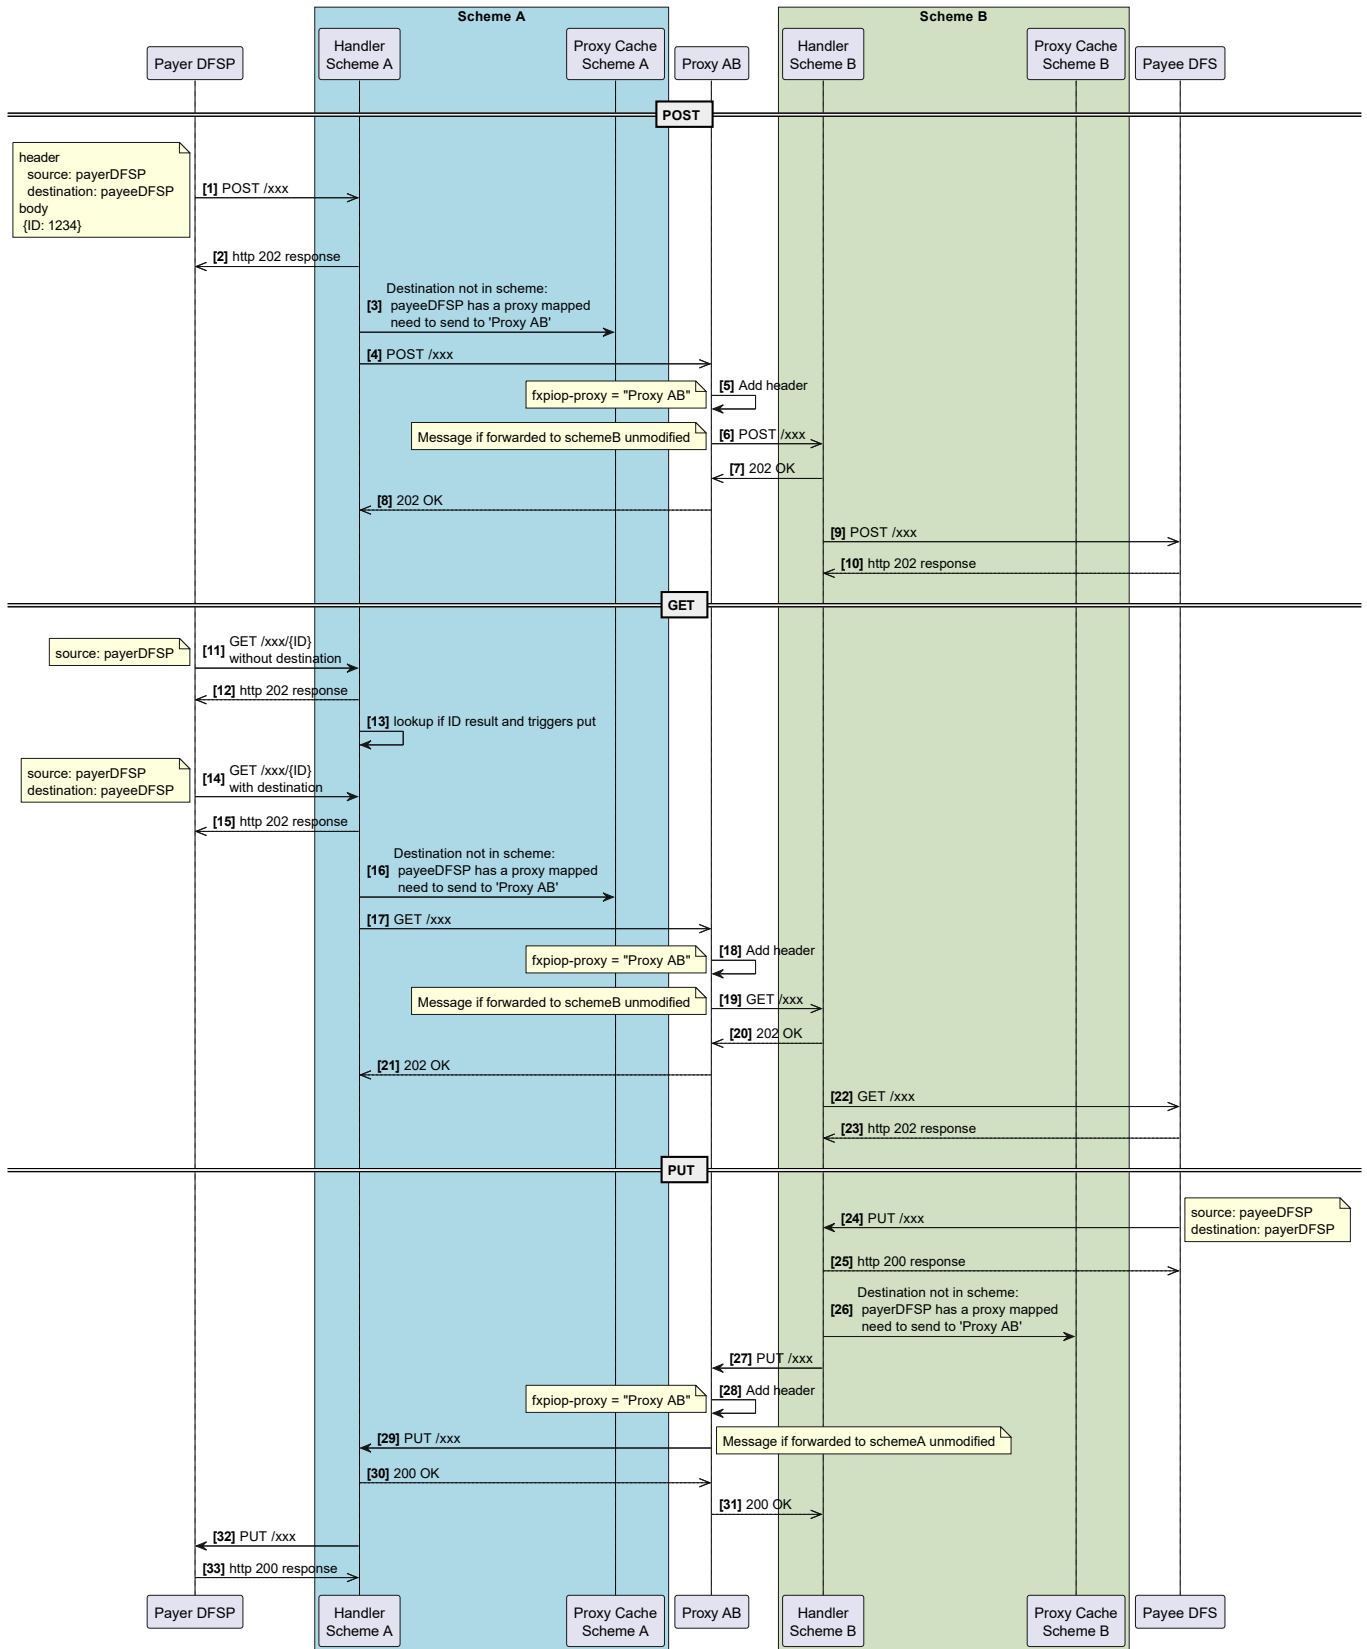 Scheme A
Scheme B
Payer DFSP
Handler
Scheme A
Proxy Cache
Scheme A
Proxy AB
Handler
Scheme B
Proxy Cache
Scheme B
Payee DFS
POST
header
source: payerDFSP
destination: payeeDFSP
body
{ID: 1234}
[1] POST /xxx
[2] http 202 response
Destination not in scheme:
[3] payeeDFSP has a proxy mapped
need to send to 'Proxy AB'
[4] POST /xxx
fxpiop-proxy = "Proxy AB"
[5] Add header
Message if forwarded to schemeB unmodified
[6] POST /xxx
[7] 202 OK
[8] 202 OK
[9] POST /xxx
[10] http 202 response
GET
source: payerDFSP
[11] GET /xxx/{ID}
without destination
[12] http 202 response
[13] lookup if ID result and triggers put
source: payerDFSP
destination: payeeDFSP
[14] GET /xxx/{ID}
with destination
[15] http 202 response
Destination not in scheme:
[16] payeeDFSP has a proxy mapped
need to send to 'Proxy AB'
[17] GET /xxx
fxpiop-proxy = "Proxy AB"
[18] Add header
Message if forwarded to schemeB unmodified
[19] GET /xxx
[20] 202 OK
[21] 202 OK
[22] GET /xxx
[23] http 202 response
PUT
[24] PUT /xxx
source: payeeDFSP
destination: payerDFSP
[25] http 200 response
Destination not in scheme:
[26] payerDFSP has a proxy mapped
need to send to 'Proxy AB'
[27] PUT /xxx
fxpiop-proxy = "Proxy AB"
[28] Add header
[29] PUT /xxx
Message if forwarded to schemeA unmodified
[30] 200 OK
[31] 200 OK
[32] PUT /xxx
[33] http 200 response
Payer DFSP
Handler
Scheme A
Proxy Cache
Scheme A
Proxy AB
Handler
Scheme B
Proxy Cache
Scheme B
Payee DFS